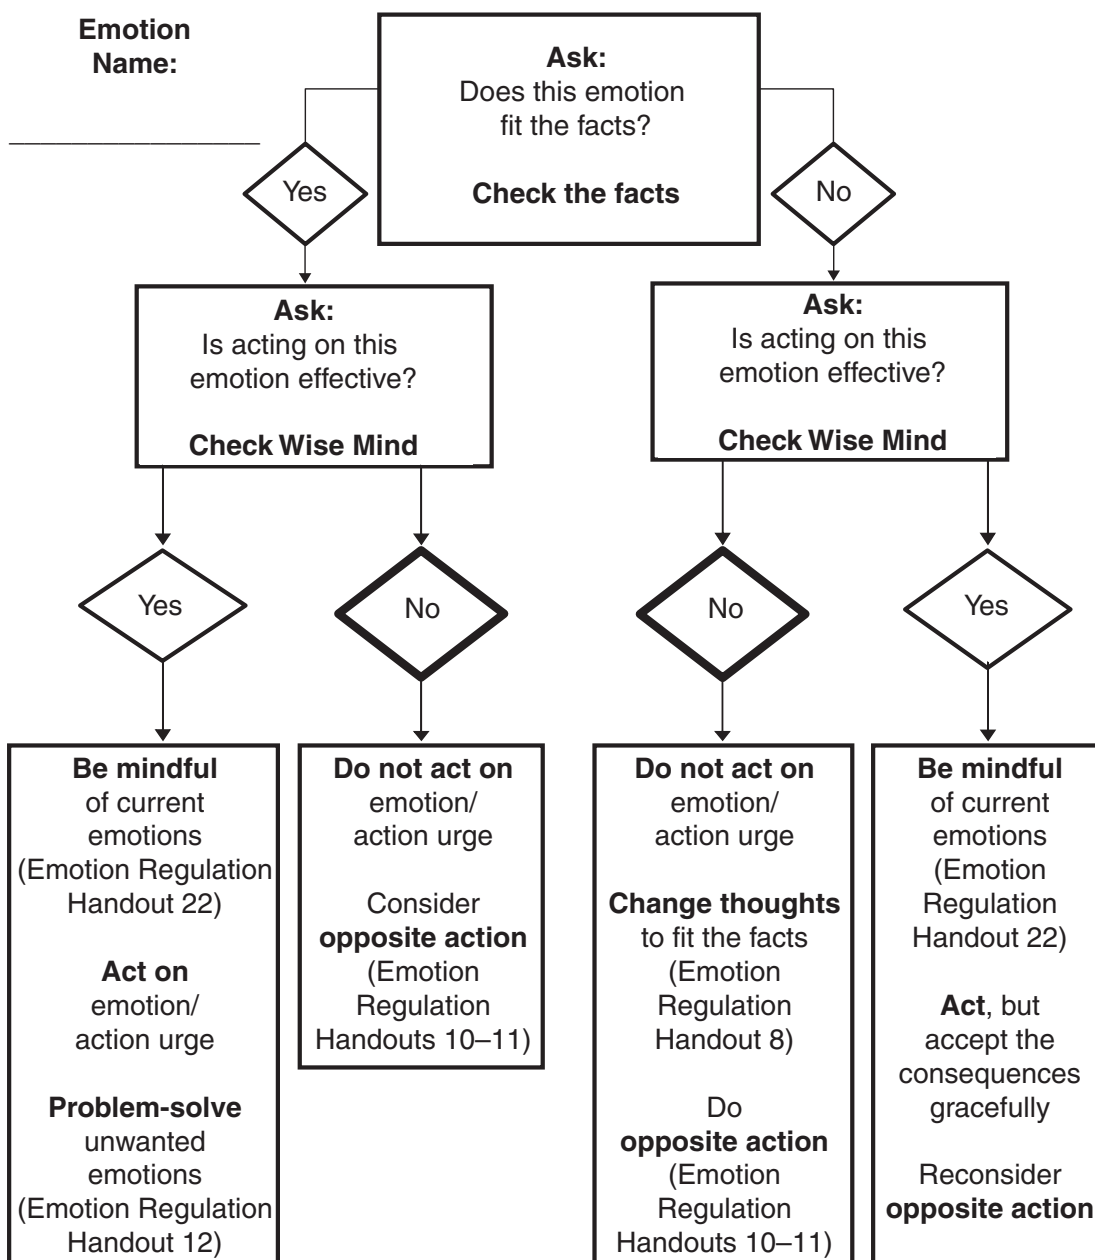 Emotion
Name:
Ask:
Does this emotion
fit the facts?
Check the facts
Yes
No
Ask:
Is acting on this
emotion effective?
Check Wise Mind
Ask:
Is acting on this
emotion effective?
Check Wise Mind
Yes
No
No
Yes
Be mindful
of current
emotions
(Emotion Regulation
Handout 22)
Act on
emotion/
action urge
Problem-solve
unwanted
emotions
(Emotion Regulation
Handout 12)
Do not act on
emotion/
action urge
Consider
opposite action
(Emotion
Regulation
Handouts 10–11)
Do not act on
emotion/
action urge
Change thoughts
to fit the facts
(Emotion
Regulation
Handout 8)
Do
opposite action
(Emotion
Regulation
Handouts 10–11)
Be mindful
of current
emotions
(Emotion
Regulation
Handout 22)
Act, but
accept the
consequences
gracefully
Reconsider
opposite action